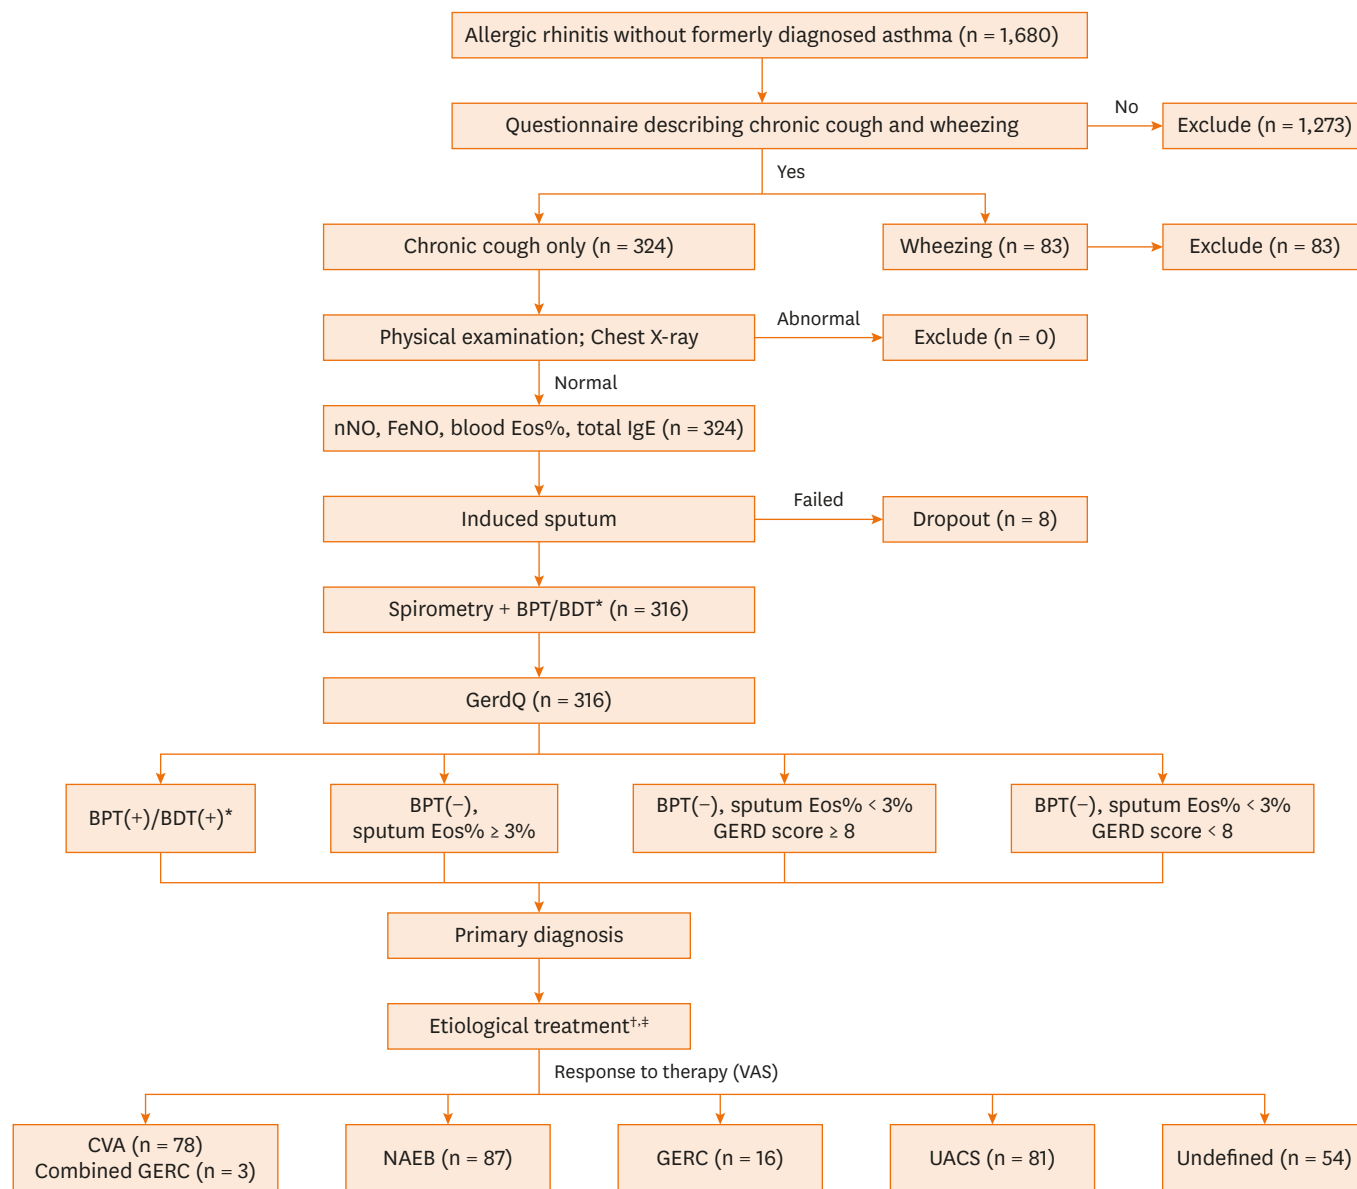 Allergic rhinitis without formerly diagnosed asthma (n = 1,680)
Questionnaire describing chronic cough and wheezing
No
Exclude (n = 1,273)
Yes
Chronic cough only (n = 324)
Wheezing (n = 83)
Exclude (n = 83)
Physical examination; Chest X-ray
Abnormal
Exclude (n = 0)
Normal
nNO, FeNO, blood Eos%, total IgE (n = 324)
Induced sputum
Failed
Dropout (n = 8)
Spirometry + BPT/BDT* (n = 316)
GerdQ (n = 316)
BPT(+)/BDT(+)*
BPT(−),
sputum Eos% ≥ 3%
BPT(−), sputum Eos% < 3%
GERD score ≥ 8
BPT(−), sputum Eos% < 3%
GERD score < 8
Primary diagnosis
Etiological treatment†,‡
Response to therapy (VAS)
CVA (n = 78)
Combined GERC (n = 3)
NAEB (n = 87)
GERC (n = 16)
UACS (n = 81)
Undefined (n = 54)